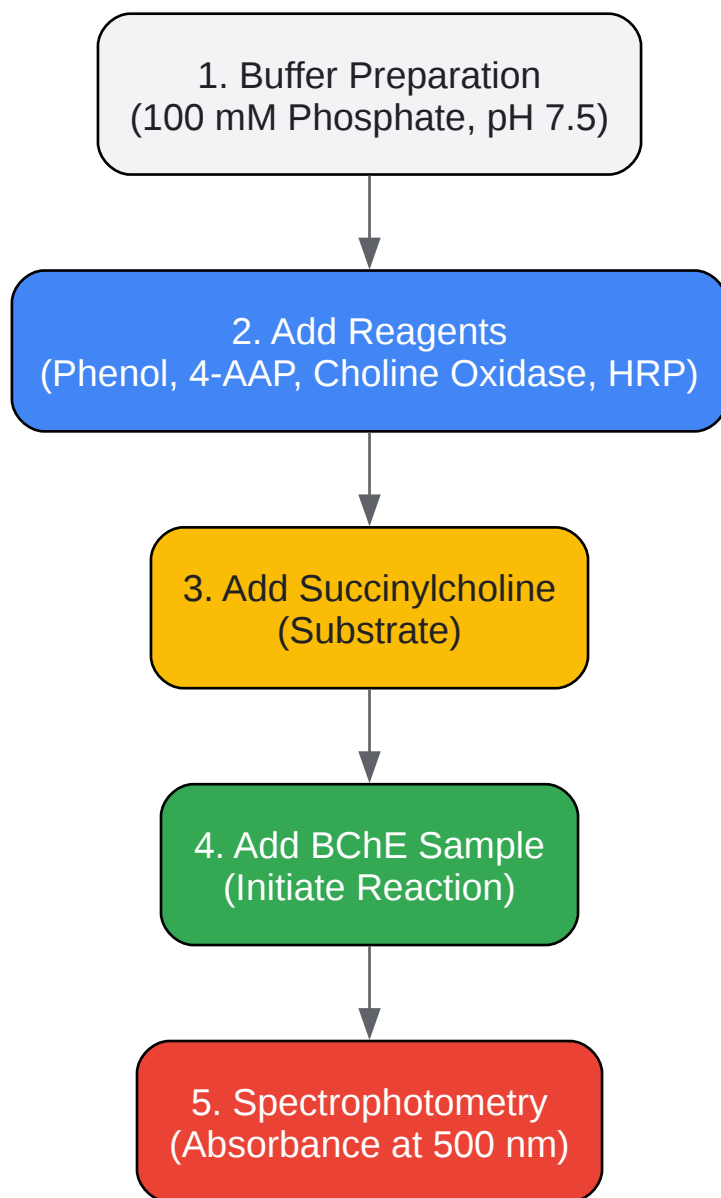 1. Buffer Preparation
(100 mM Phosphate, pH 7.5)
2. Add Reagents
(Phenol, 4-AAP, Choline Oxidase, HRP)
3. Add Succinylcholine
(Substrate)
4. Add BChE Sample
(Initiate Reaction)
5. Spectrophotometry
(Absorbance at 500 nm)